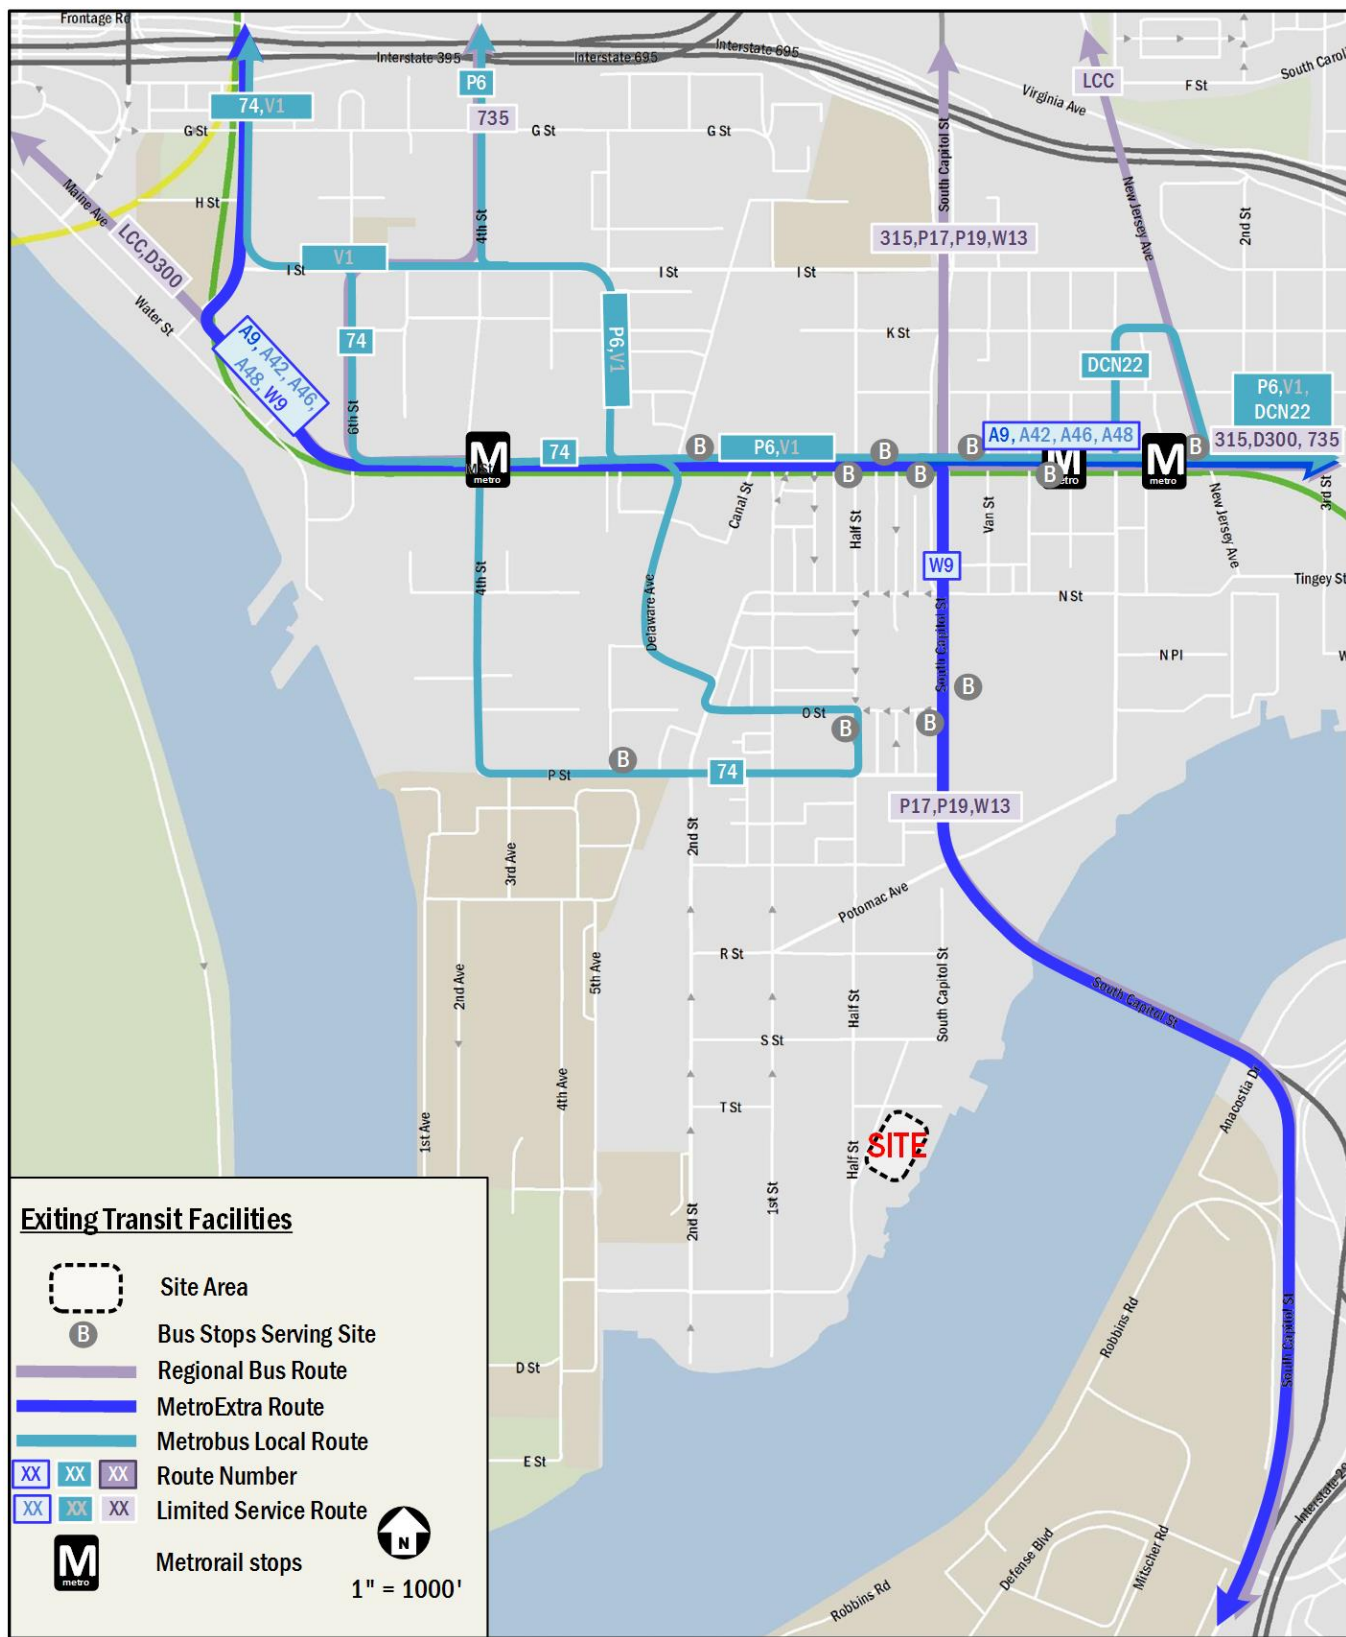 Frontage Rd
Interstate 395
Interstate 695
Interstate 695
South Carol
P6
LCC
F St
Virginia Ave
74,V1
735
G St
G St
G St
South Capitol St
Maine Ave
H St
4th St
New Jersey Ave
2nd St
LCC,D300
V1
315,P17,P19,W13
I St
I St
I St
Water St
A9, A42, A46,
A48, W9
74
P6,V1
K St
DCN22
P6,V1,
DCN22
6th St
M St
M
metro
74
B
P6,V1
B
B
A9, A42, A46, A48
B
315,D300, 735
B
B
B
M
etro
M
metro
3rd St
Canal St
Half St
Van St
New Jersey Ave
4th St
Delaware Ave
W9
South Capitol St
N St
Tingey St
N Pl
W
B
O St
B
B
B
P St
74
P17,P19,W13
2nd St
3rd Ave
Potomac Ave
R St
2nd Ave
5th Ave
Half St
South Capitol St
South Capitol St
S St
4th Ave
1st Ave
T St
Anacostia Dr
SITE
Half St
1st St
2nd St
Robbins Rd
South Capitol St
D St
E St
Interstate 29
Defense Blvd
Mitscher Rd
Robbins Rd
Exiting Transit Facilities
Site Area
B Bus Stops Serving Site
Regional Bus Route
MetroExtra Route
Metrobus Local Route
XX XX XX Route Number
XX XX XX Limited Service Route
M
metro
Metrorail stops
N
1" = 1000'